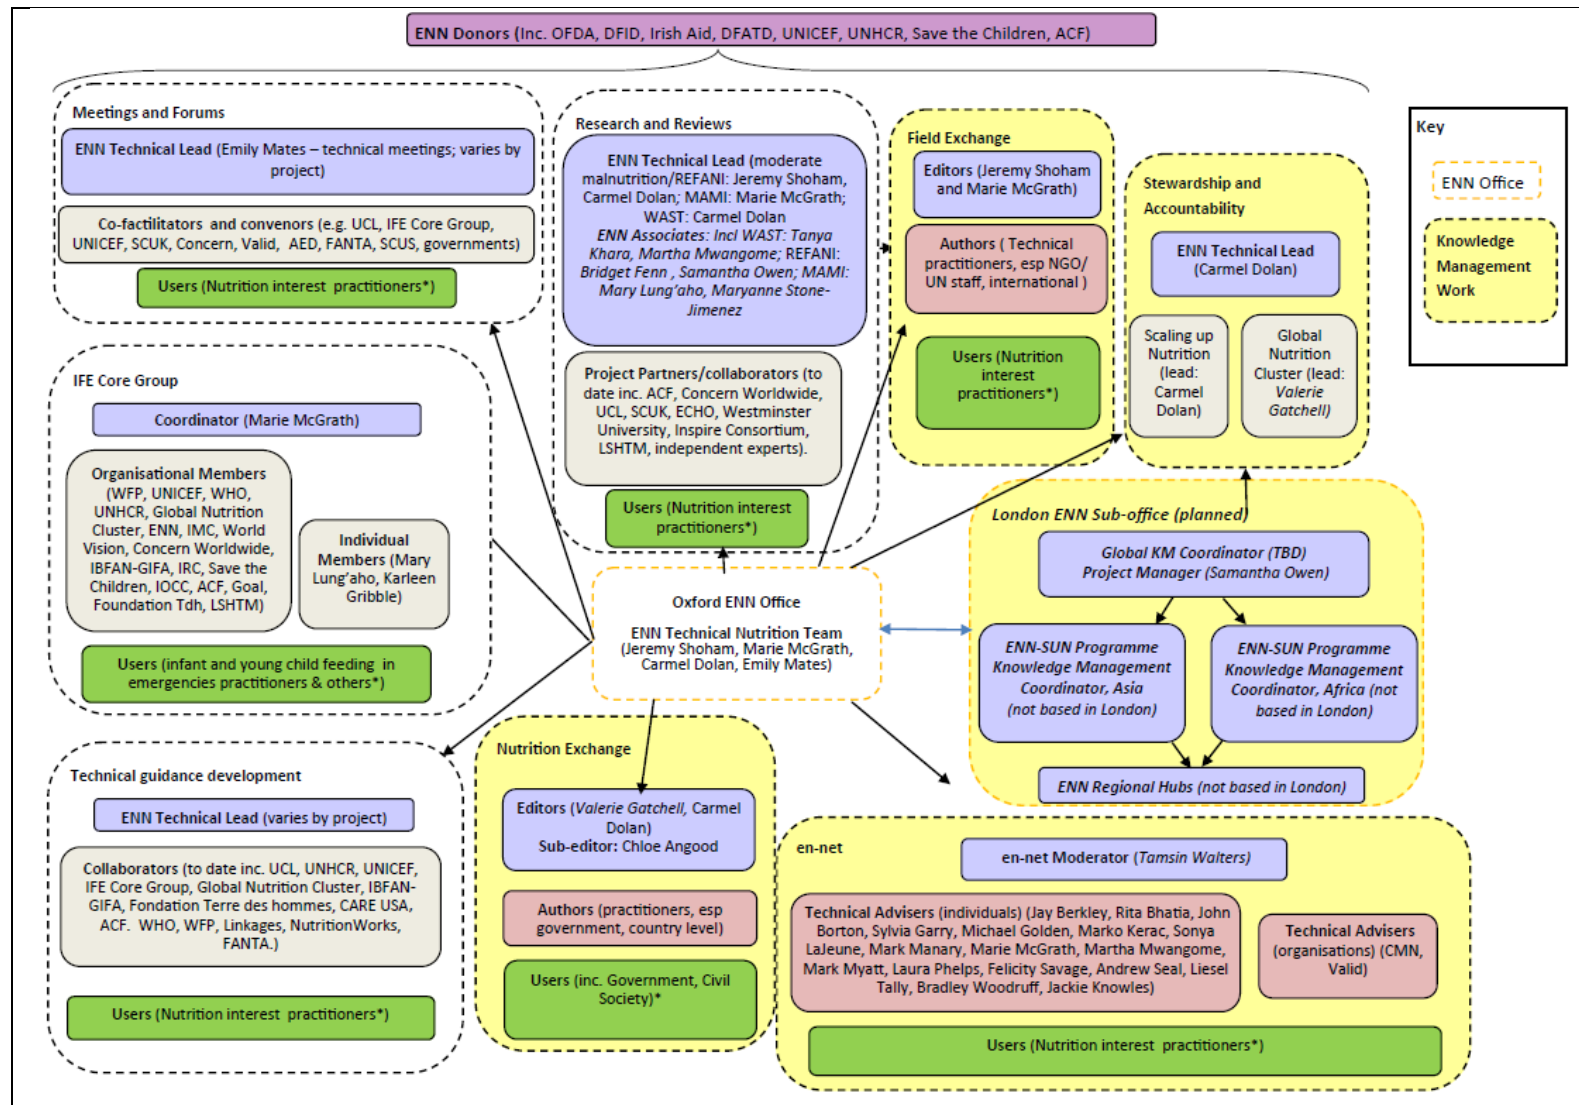 ENN Donors (Inc. OFDA, DFID, Irish Aid, DFATD, UNICEF, UNHCR, Save the Children, ACF)
Meetings and Forums
ENN Technical Lead (Emily Mates – technical meetings; varies by
project)
Co-factilitators and convenors (e.g. UCL, IFE Core Group,
UNICEF, SCUK, Concern, Valid, AED, FANTA, SCUS, governments)
Users (Nutrition interest practitioners*)
Research and Reviews
ENN Technical Lead (moderate
malnutrition/REFANI: Jeremy Shoham,
Carmel Dolan; MAMI: Marie McGrath;
WAST: Carmel Dolan
ENN Associates: Incl WAST: Tanya
Khara, Martha Mwangome; REFANI:
Bridget Fenn , Samantha Owen; MAMI:
Mary Lung'aho, Maryanne Stone-
Jimenez
Project Partners/collaborators (to
date inc. ACF, Concern Worldwide,
UCL, SCUK, ECHO, Westminster
University, Inspire Consortium,
LSHTM, independent experts).
Users (Nutrition interest
practitioners*)
Field Exchange
Editors (Jeremy Shoham
and Marie McGrath)
Authors ( Technical
practitioners, esp NGO/
UN staff, international )
Users (Nutrition
interest
practitioners*)
Stewardship and
Accountability
ENN Technical Lead
(Carmel Dolan)
Scaling up
Nutrition
(lead:
Carmel
Dolan)
Global
Nutrition
Cluster (lead:
Valerie
Gatchell)
Key
ENN Office
Knowledge
Management
Work
IFE Core Group
Coordinator (Marie McGrath)
Organisational Members
(WFP, UNICEF, WHO,
UNHCR, Global Nutrition
Cluster, ENN, IMC, World
Vision, Concern Worldwide,
IBFAN-GIFA, IRC, Save the
Children, IOCC, ACF, Goal,
Foundation Tdh, LSHTM)
Individual
Members (Mary
Lung'aho, Karleen
Gribble)
Users (infant and young child feeding in
emergencies practitioners & others*)
Oxford ENN Office
ENN Technical Nutrition Team
(Jeremy Shoham, Marie McGrath,
Carmel Dolan, Emily Mates)
London ENN Sub-office (planned)
Global KM Coordinator (TBD)
Project Manager (Samantha Owen)
ENN-SUN Programme
Knowledge Management
Coordinator, Asia
(not based in London)
ENN-SUN Programme
Knowledge Management
Coordinator, Africa (not
based in London)
ENN Regional Hubs (not based in London)
Technical guidance development
ENN Technical Lead (varies by project)
Collaborators (to date inc. UCL, UNHCR, UNICEF,
IFE Core Group, Global Nutrition Cluster, IBFAN-
GIFA, Fondation Terre des hommes, CARE USA,
ACF. WHO, WFP, Linkages, NutritionWorks,
FANTA.)
Users (Nutrition interest practitioners*)
Nutrition Exchange
Editors (Valerie Gatchell, Carmel
Dolan)
Sub-editor: Chloe Angood
Authors (practitioners, esp
government, country level)
Users (inc. Government, Civil
Society)*
en-net
en-net Moderator (Tamsin Walters)
Technical Advisers (individuals) (Jay Berkley, Rita Bhatia, John
Borton, Sylvia Garry, Michael Golden, Marko Kerac, Sonya
LaJeune, Mark Manary, Marie McGrath, Martha Mwangome,
Mark Myatt, Laura Phelps, Felicity Savage, Andrew Seal, Liesel
Tally, Bradley Woodruff, Jackie Knowles)
Technical Advisers
(organisations) (CMN,
Valid)
Users (Nutrition interest practitioners*)